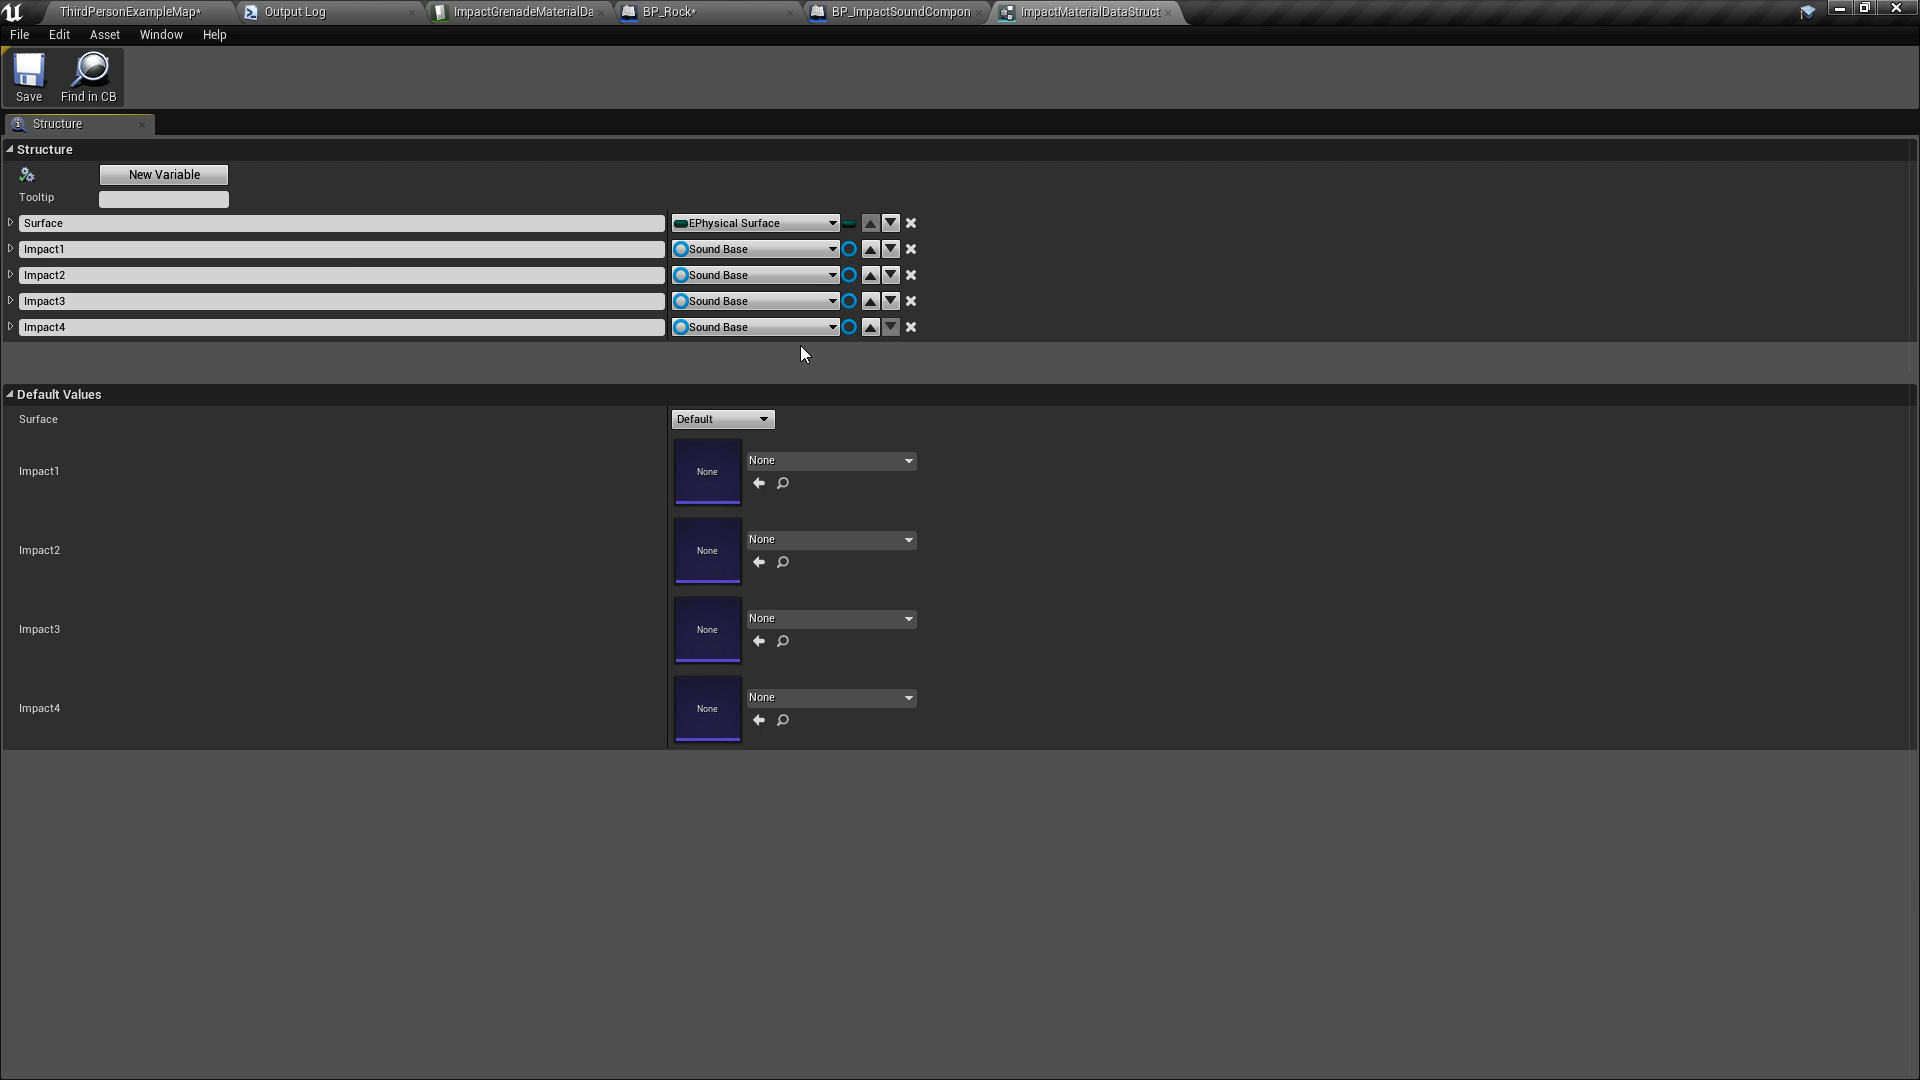 ThirdPersonExampleMap*
Output Log
ImpactGrenadeMaterialDa
BP_Rock*
BP_ImpactSoundCompon
ImpactMaterialDataStruct
File Edit Asset Window Help
Save
Find in CB
Structure
Structure
New Variable
Tooltip
Surface EPhysical Surface
Impact1 Sound Base
Impact2 Sound Base
Impact3 Sound Base
Impact4 Sound Base
Default Values
Surface Default
Impact1 None None
Impact2 None None
Impact3 None None
Impact4 None None